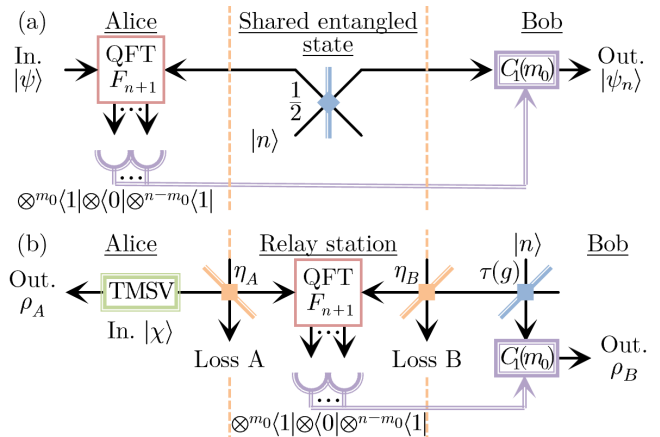 (a) Alice Shared entangled state Bob
In. |ψ⟩ QFT F_{n+1} 1/2 |n⟩ C_1(m_0) Out. |ψ_n⟩
...
...
⊗^{m_0}⟨1|⊗⟨0|⊗^{n−m_0}⟨1|
(b) Alice Relay station |n⟩ Bob
Out. ρ_A TMSV η_A QFT F_{n+1} η_B τ(g)
In. |χ⟩ Loss A ... Loss B C_1(m_0) Out. ρ_B
...
⊗^{m_0}⟨1|⊗⟨0|⊗^{n−m_0}⟨1|